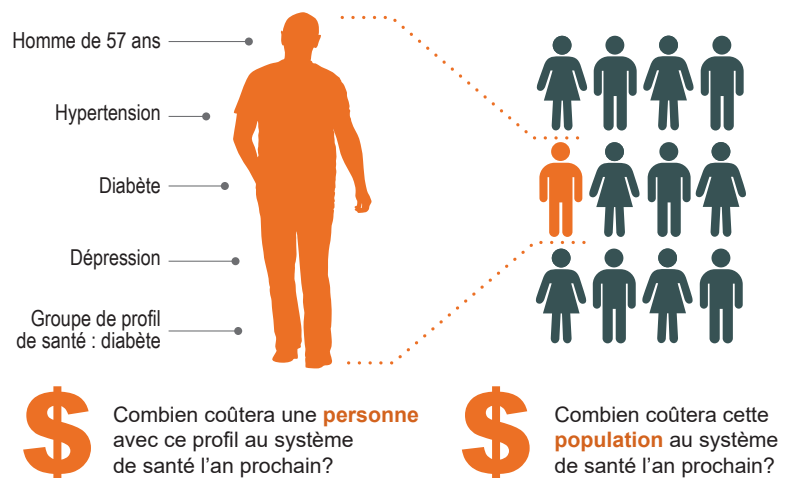 Homme de 57 ans
Hypertension
Diabète
Dépression
Groupe de profil
de santé : diabète
$
Combien coûtera une personne
avec ce profil au système
de santé l’an prochain?
$
Combien coûtera cette
population au système
de santé l’an prochain?